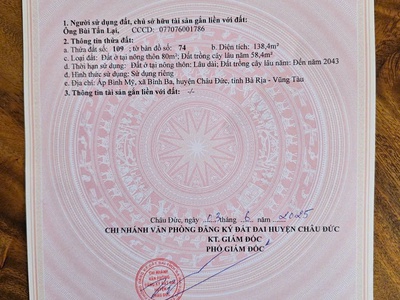 1. Người sử dụng đất, chủ sở hữu tài sản gắn liền với đất:
Ông Bùi Tấn Lại, CCCD: 077076001786
2. Thông tin thửa đất:
a. Thửa đất số: 109 ; tờ bản đồ số: 74 b. Diện tích: 138,4m²
c. Loại đất: Đất ở tại nông thôn 80m²; Đất trồng cây lâu năm 58,4m²
d. Thời hạn sử dụng: Đất ở tại nông thôn: Lâu dài; Đất trồng cây lâu năm: Đến năm 2043
đ. Hình thức sử dụng: Sử dụng riêng
e. Địa chỉ: Ấp Bình Mỹ, xã Bình Ba, huyện Châu Đức, tỉnh Bà Rịa - Vũng Tàu
3. Thông tin tài sản gắn liền với đất: -/-
Châu Đức, ngày 03 tháng 6 năm 2025
CHI NHÁNH VĂN PHÒNG ĐĂNG KÝ ĐẤT ĐAI HUYỆN CHÂU ĐỨC
KT. GIÁM ĐỐC
PHÓ GIÁM ĐỐC
CHI NHÁNH
VĂN PHÒNG